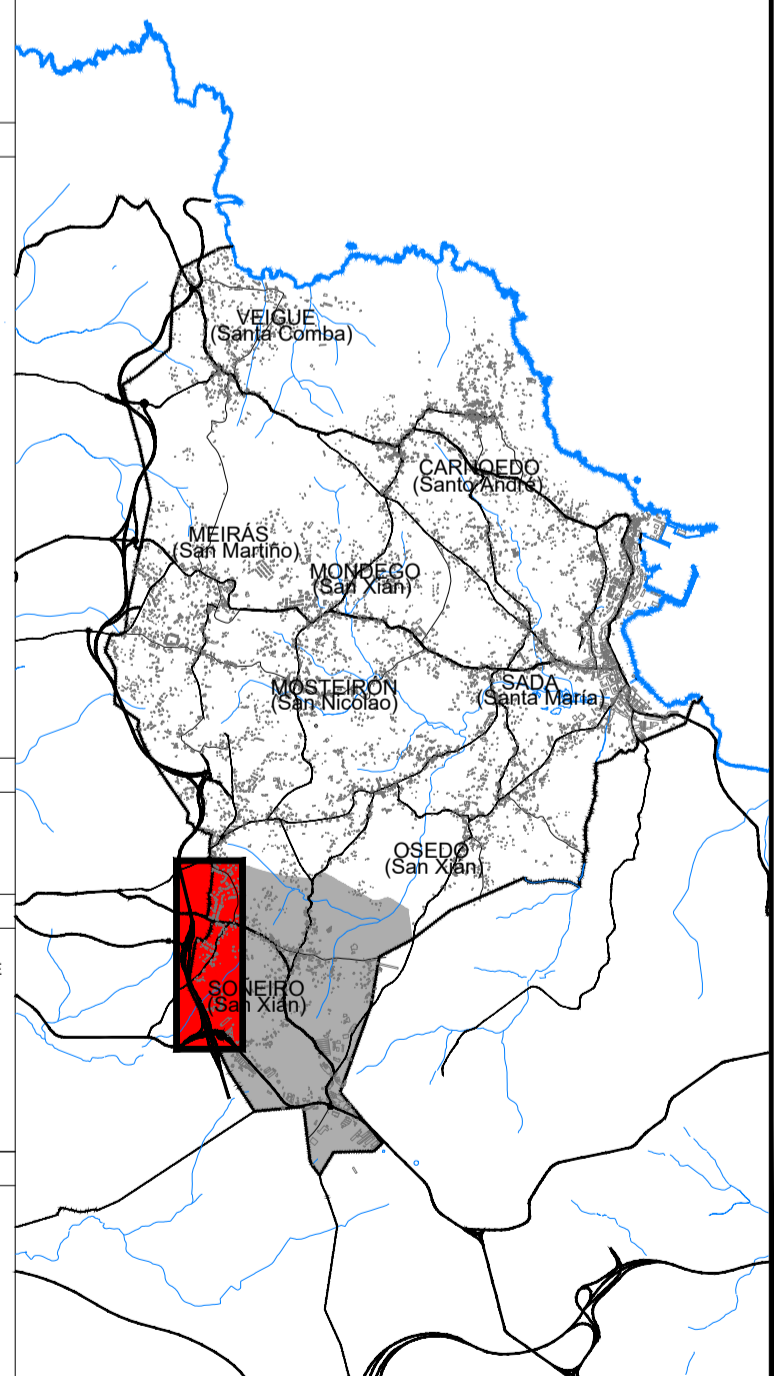 VEIGUE
(Santa Comba)
CARNOEDO
(Santo André)
MEIRÁS
(San Martiño)
MONDEGO
(San Xián)
MOSTEIRÓN
(San Nicolao)
SADA
(Santa María)
OSEDO
(San Xián)
SOÑEIRO
(San Xián)